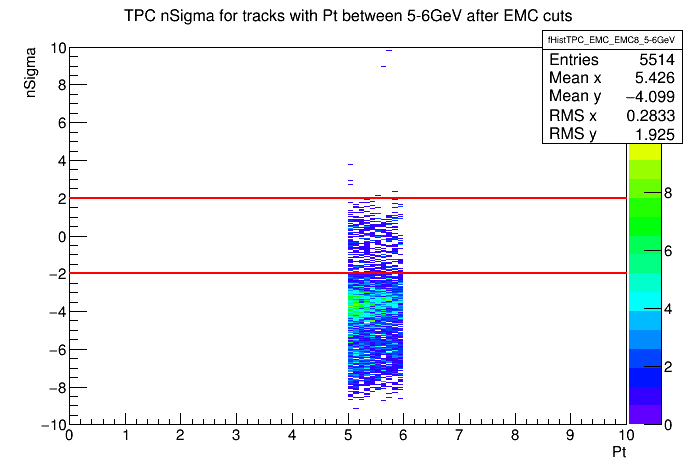 TPC nSigma for tracks with Pt between 5-6GeV after EMC cuts
fHistTPC_EMC_EMC8_5-6GeV
Entries 5514
Mean x 5.426
Mean y −4.099
RMS x 0.2833
RMS y 1.925
nSigma
10
8
6
4
2
0
−2
−4
−6
−8
−10
8
6
4
2
0
0 1 2 3 4 5 6 7 8 9 10
Pt